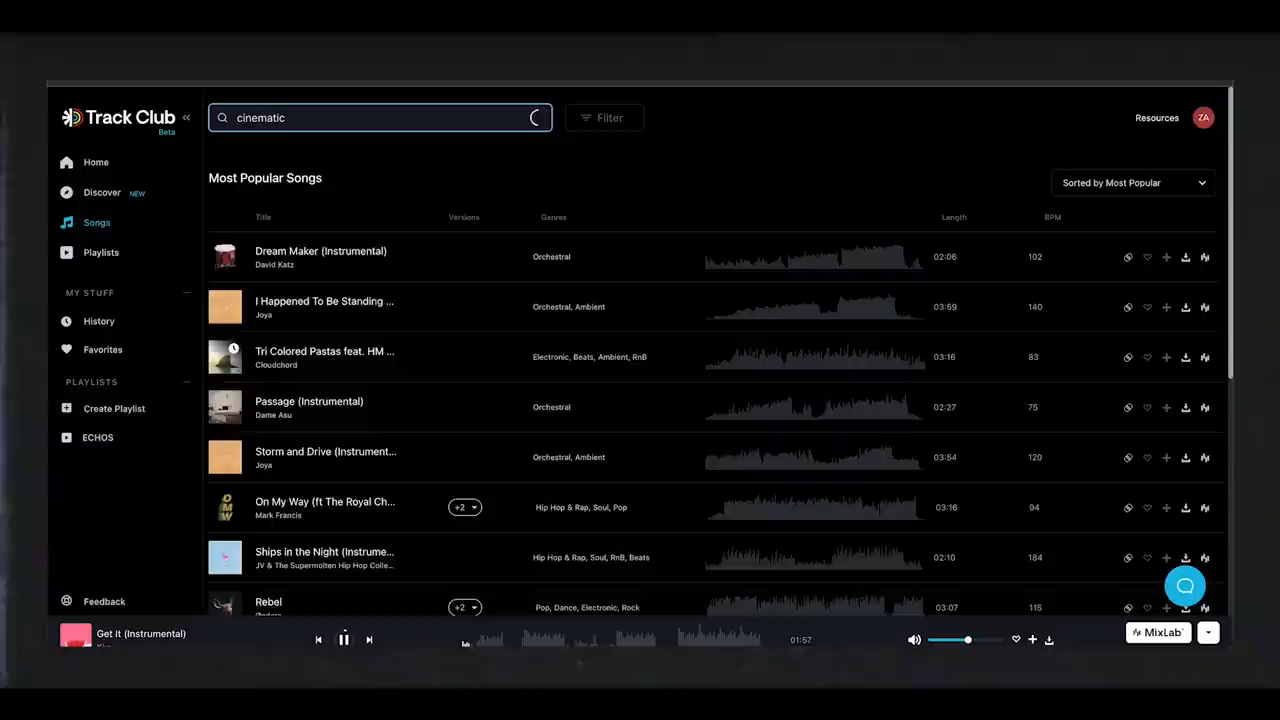 Track Club
Beta
cinematic
Filter
Resources
ZA
Home
Discover NEW
Songs
Playlists
MY STUFF
History
Favorites
PLAYLISTS
Create Playlist
ECHOS
Feedback
Most Popular Songs
Sorted by Most Popular
Title Versions Genres Length BPM
Dream Maker (Instrumental)
David Katz
Orchestral 02:06 102
I Happened To Be Standing ...
Joya
Orchestral, Ambient 03:59 140
Tri Colored Pastas feat. HM ...
Cloudchord
Electronic, Beats, Ambient, RnB 03:16 83
Passage (Instrumental)
Dame Asu
Orchestral 02:27 75
Storm and Drive (Instrument...
Joya
Orchestral, Ambient 03:54 120
OMW
On My Way (ft The Royal Ch...
Mark Francis
+2 Hip Hop & Rap, Soul, Pop 03:16 94
Ships in the Night (Instrume...
JV & The Supermolten Hip Hop Colle...
Hip Hop & Rap, Soul, RnB, Beats 02:10 184
Rebel
+2 Pop, Dance, Electronic, Rock 03:07 115
Get It (Instrumental)
01:57
MixLab